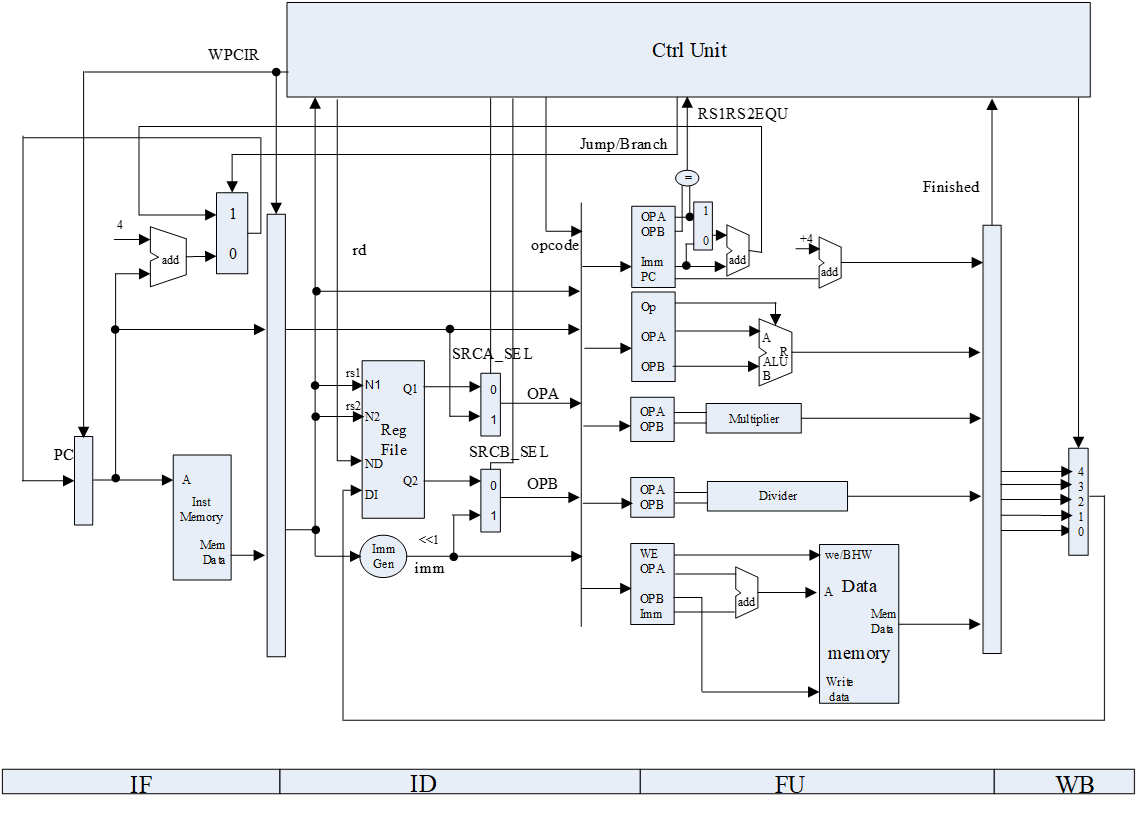 Ctrl Unit
WPCIR
RS1RS2EQU
Jump/Branch
=
Finished
1
0
4
add
rd
opcode
OPA
OPB
Imm
PC
1
0
add
+4
add
Op
OPA
OPB
A
R
ALU
B
SRCA_SEL
rs1
N1
Q1
rs2
N2
Reg
File
ND
DI
Q2
0
1
OPA
SRCB_SEL
0
1
OPB
OPA
OPB
Multiplier
OPA
OPB
Divider
PC
A
Inst
Memory
Mem
Data
Imm
Gen
<<1
imm
WE
OPA
OPB
Imm
add
we/BHW
A
Data
Mem
Data
memory
Write
data
4
3
2
1
0
IF
ID
FU
WB